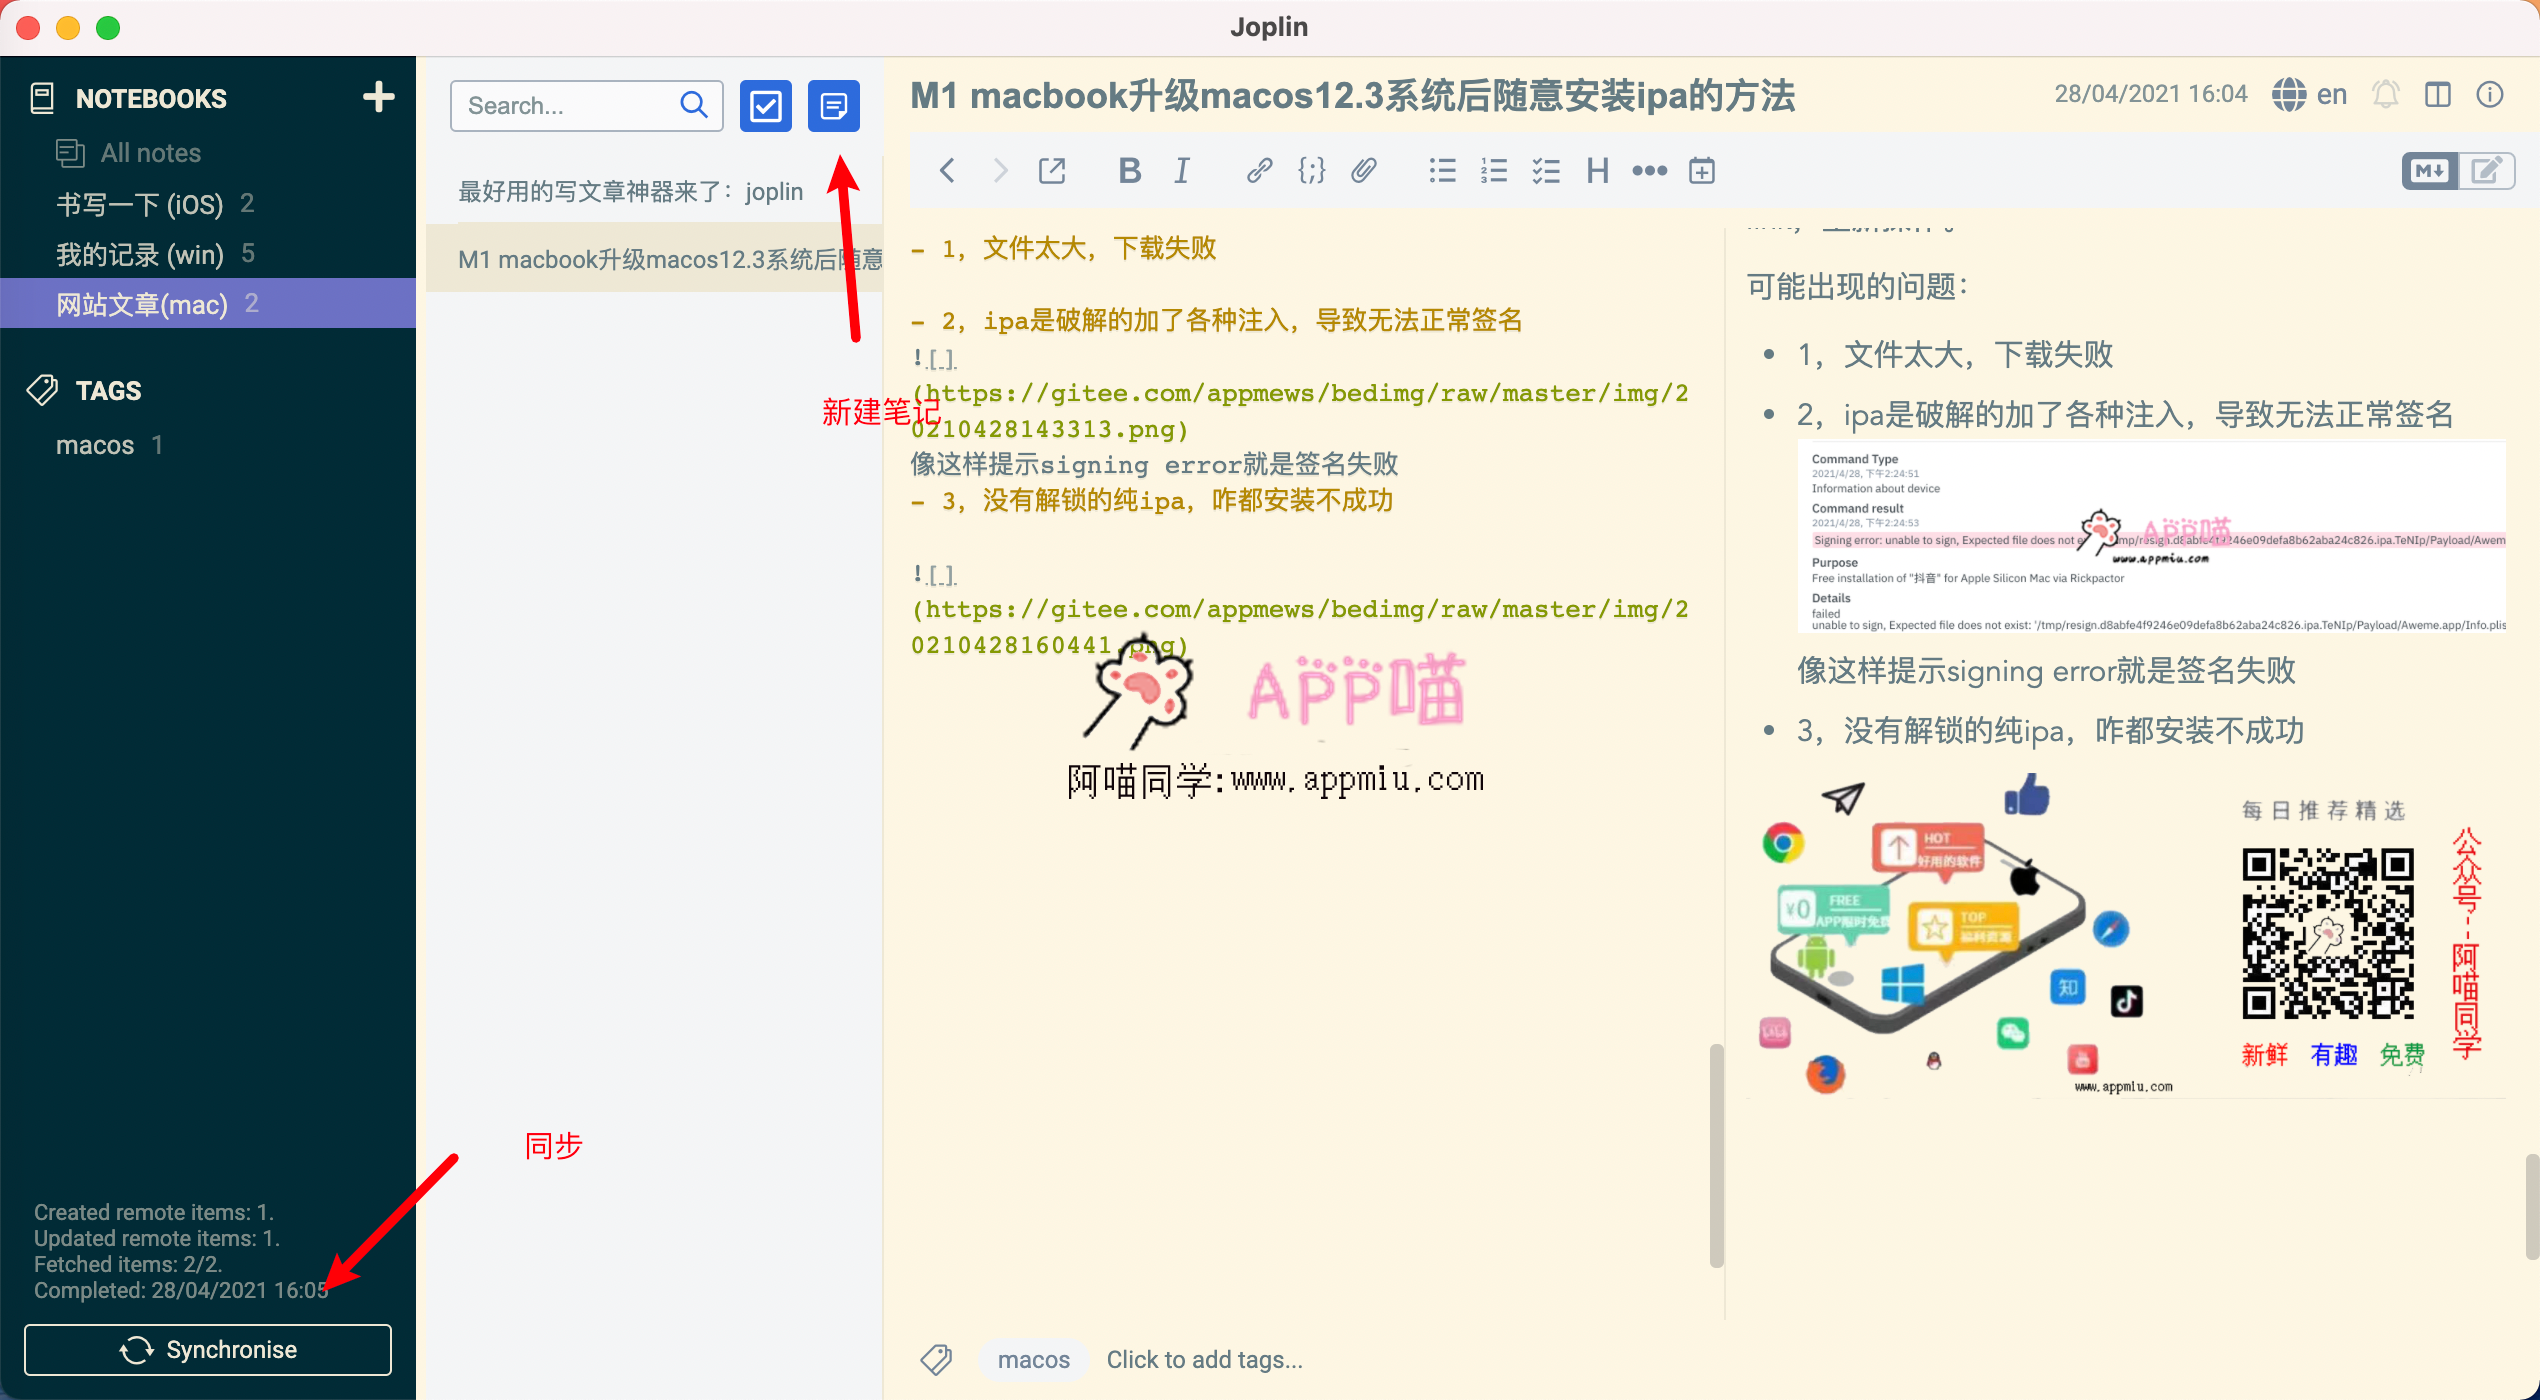 Joplin
NOTEBOOKS
All notes
书写一下 (iOS) 2
我的记录 (win) 5
网站文章(mac) 2
TAGS
macos 1
Created remote items: 1.
Updated remote items: 1.
Fetched items: 2/2.
Completed: 28/04/2021 16:05
Synchronise
Search...
最好用的写文章神器来了：joplin
M1 macbook升级macos12.3系统后随意
新建笔记
同步
M1 macbook升级macos12.3系统后随意安装ipa的方法
28/04/2021 16:04
en
B I H
M
- 1，文件太大，下载失败
- 2，ipa是破解的加了各种注入，导致无法正常签名
![]
(https://gitee.com/appmews/bedimg/raw/master/img/2
0210428143313.png)
像这样提示signing error就是签名失败
- 3，没有解锁的纯ipa，咋都安装不成功
![]
(https://gitee.com/appmews/bedimg/raw/master/img/2
0210428160441.png)
APP喵
阿喵同学:www.appmiu.com
macos
Click to add tags...
可能出现的问题：
1，文件太大，下载失败
2，ipa是破解的加了各种注入，导致无法正常签名
Command Type
2021/4/28, 下午2:24:51
Information about device
Command result
2021/4/28, 下午2:24:53
Signing error: unable to sign, Expected file does not
APP喵
www.appmiu.com
Purpose
Free installation of "抖音" for Apple Silicon Mac via Rickpactor
Details
failed
unable to sign, Expected file does not exist: '/tmp/resign.d8abfe4f9246e09defa8b62aba24c826.ipa.TeNIp/Payload/Aweme.app/Info.plis
像这样提示signing error就是签名失败
3，没有解锁的纯ipa，咋都安装不成功
HOT
好用的软件
¥0
FREE
APP限时免费
TOP
福利资源
知
www.appmiu.com
每日推荐精选
公众号--阿喵同学
新鲜 有趣 免费